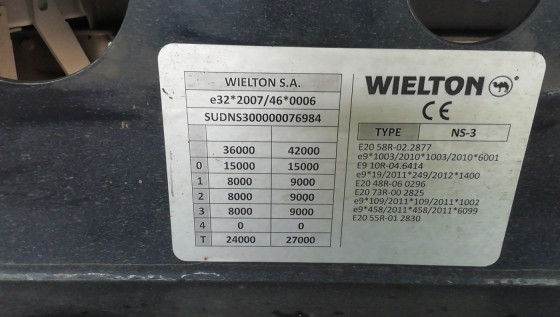 WIELTON S.A.
e32*2007/46*0006
SUDNS300000076984
36000 42000
0 15000 15000
1 8000 9000
2 8000 9000
3 8000 9000
4 0 0
T 24000 27000
WIELTON
CE
TYPE NS-3
E20 58R-02.2877
e9*1003/2010*1003/2010*6001
E9 10R-04.6414
e9*19/2011*249/2012*1400
E20 48R-06 0296
E20 73R-00 2825
e9*109/2011*109/2011*1002
e9*458/2011*458/2011*6099
E20 55R-01 2830